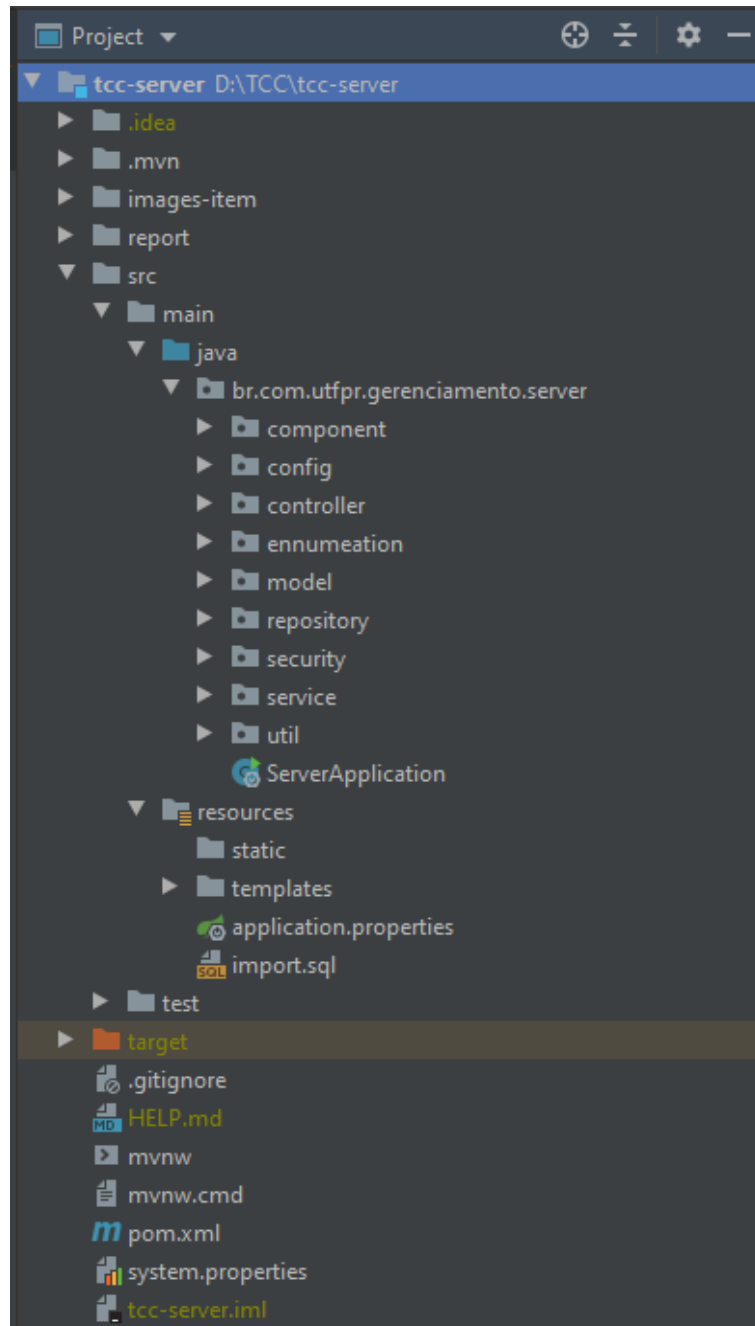 Project
tcc-server D:\TCC\tcc-server
.idea
.mvn
images-item
report
src
main
java
br.com.utfpr.gerenciamento.server
component
config
controller
ennumeation
model
repository
security
service
util
ServerApplication
resources
static
templates
application.properties
SQL import.sql
test
target
.gitignore
MD HELP.md
mvnw
mvnw.cmd
m pom.xml
system.properties
tcc-server.iml